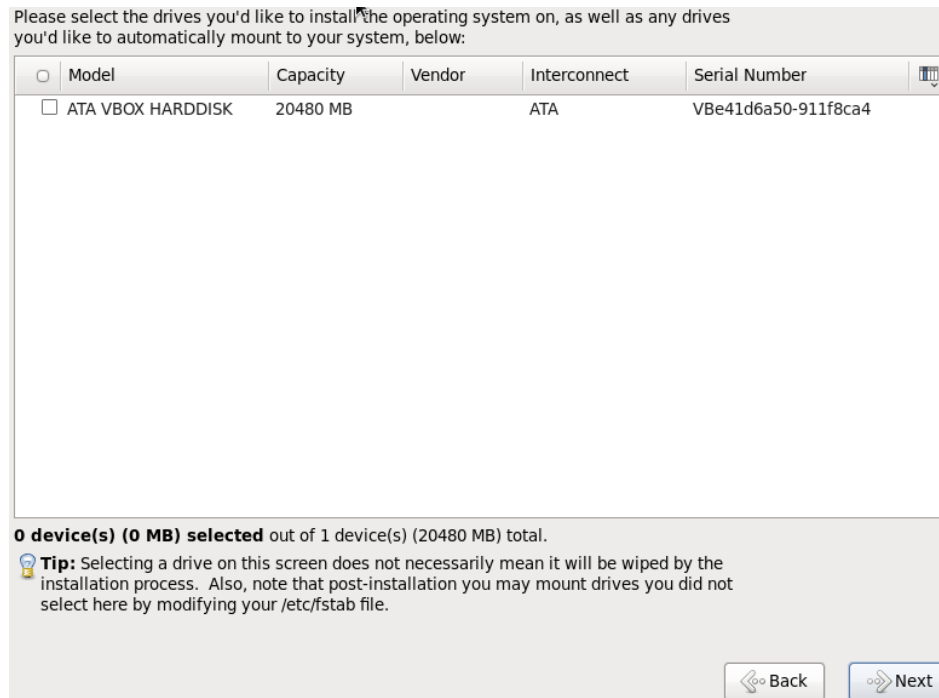 Please select the drives you'd like to install the operating system on, as well as any drives
you'd like to automatically mount to your system, below:
Model Capacity Vendor Interconnect Serial Number
ATA VBOX HARDDISK 20480 MB ATA VBe41d6a50-911f8ca4
0 device(s) (0 MB) selected out of 1 device(s) (20480 MB) total.
Tip: Selecting a drive on this screen does not necessarily mean it will be wiped by the
installation process.  Also, note that post-installation you may mount drives you did not
select here by modifying your /etc/fstab file.
Back Next